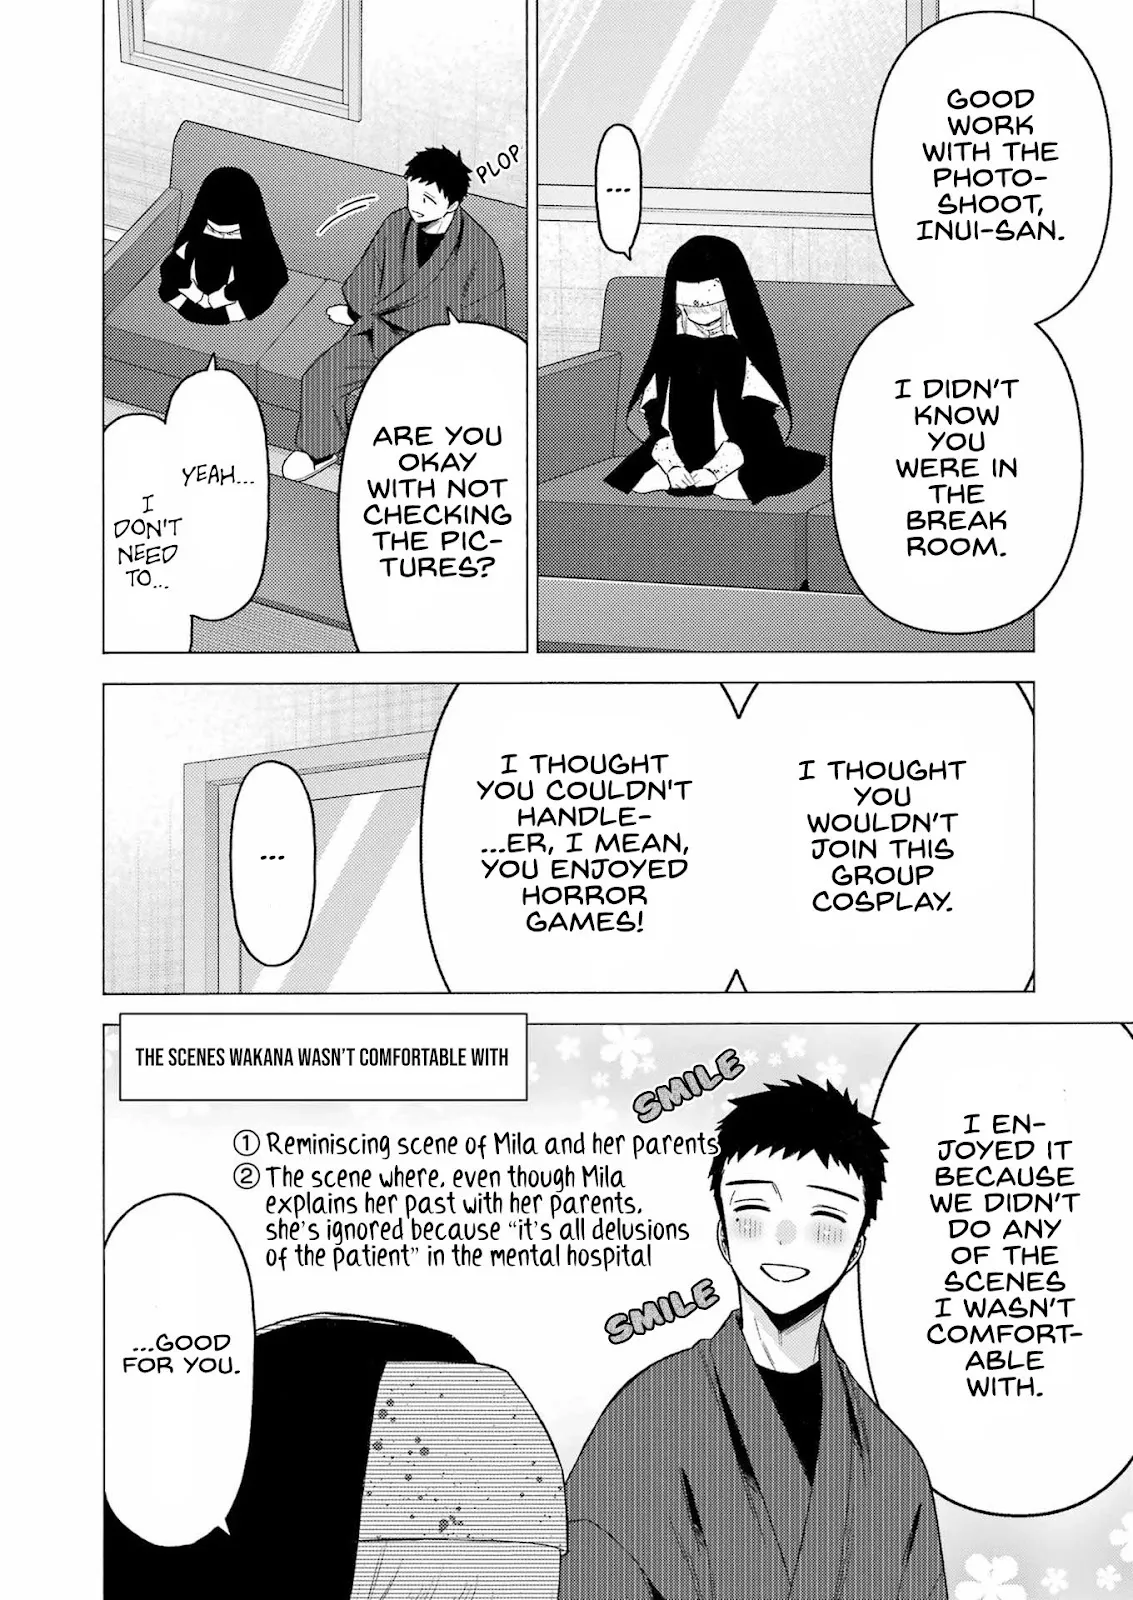 GOOD
WORK
WITH THE
PHOTO-
SHOOT,
INUI-SAN.
I DIDN'T
KNOW
YOU
WERE IN
THE
BREAK
ROOM.
...
PLOP
ARE YOU
OKAY
WITH NOT
CHECKING
THE PIC-
TURES?
YEAH...
I
DON'T
NEED
TO...
I THOUGHT
YOU
WOULDN'T
JOIN THIS
GROUP
COSPLAY.
I THOUGHT
YOU COULDN'T
HANDLE-
...ER, I MEAN,
YOU ENJOYED
HORROR
GAMES!
...
I EN-
JOYED IT
BECAUSE
WE DIDN'T
DO ANY
OF THE
SCENES
I WASN'T
COMFORT-
ABLE
WITH.
SMILE
SMILE
THE SCENES WAKANA WASN'T COMFORTABLE WITH
① Reminiscing scene of Mila and her parents
② The scene where, even though Mila
explains her past with her parents,
she's ignored because "it's all delusions
of the patient" in the mental hospital
...GOOD
FOR YOU.